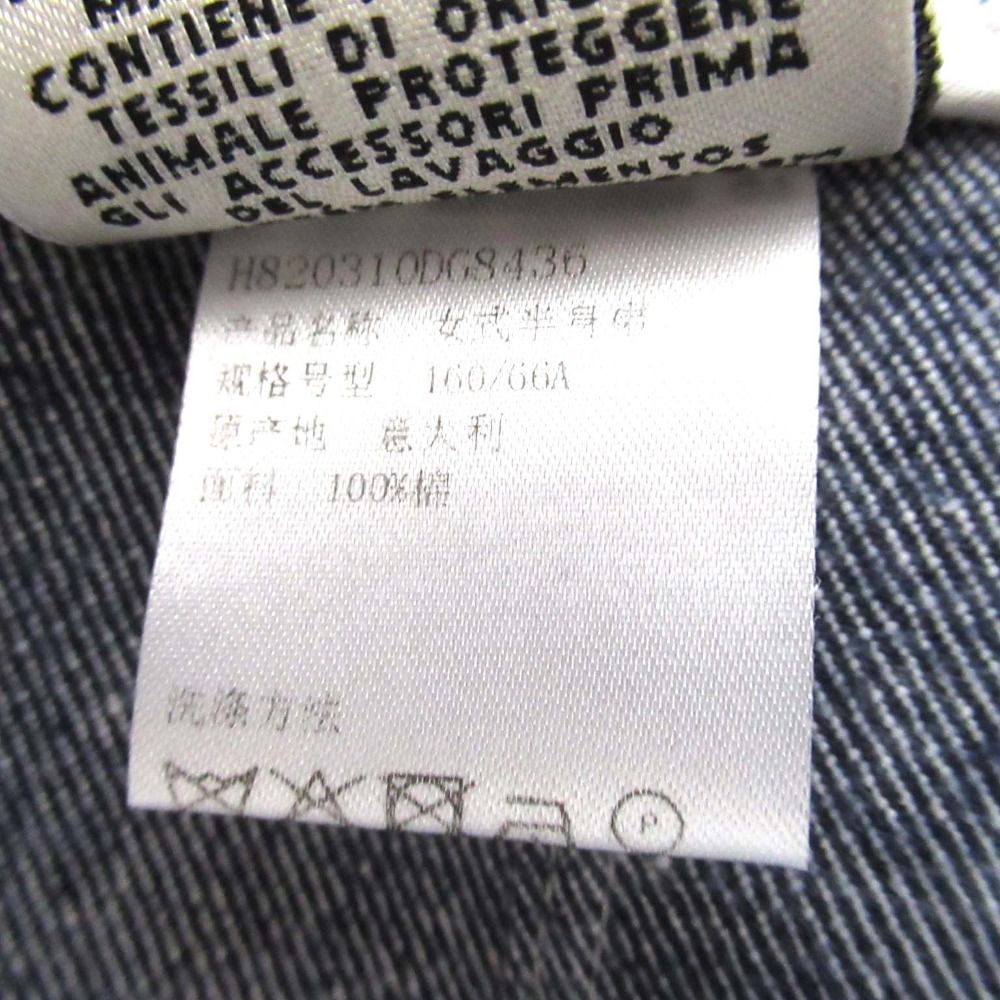 CONTIENE
TESSILI DI
ANIMALE PROTEGGERE
GLI ACCESSORI PRIMA
DEL LAVAGGIO
H820310DG8436
产品名称 女式半身裙
规格号型 160/66A
原产地 意大利
面料 100%棉
洗涤方法
P